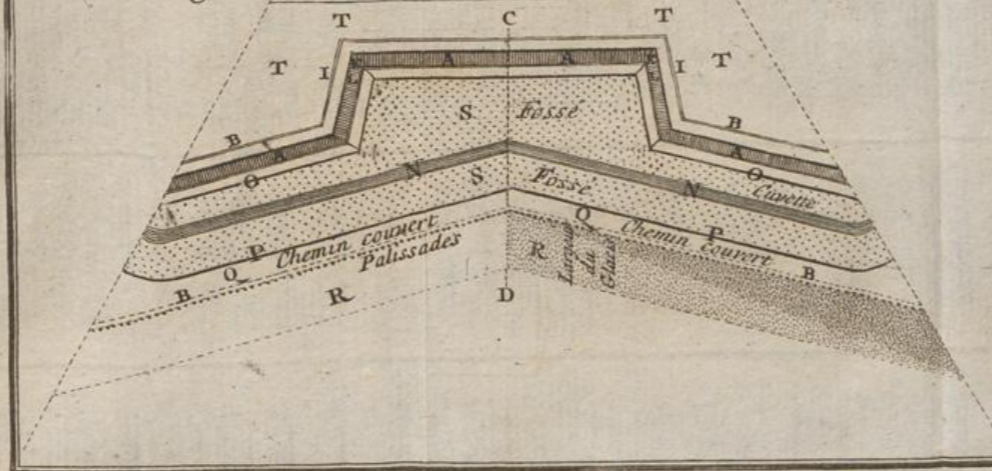 T C T
T I A A I T
B S Fossé B
A A
O N S Fossé N O Cuvette
P Chemin couvert Q Chemin couvert P
Q Palissades R Largeur B
B du
R Glacis
D